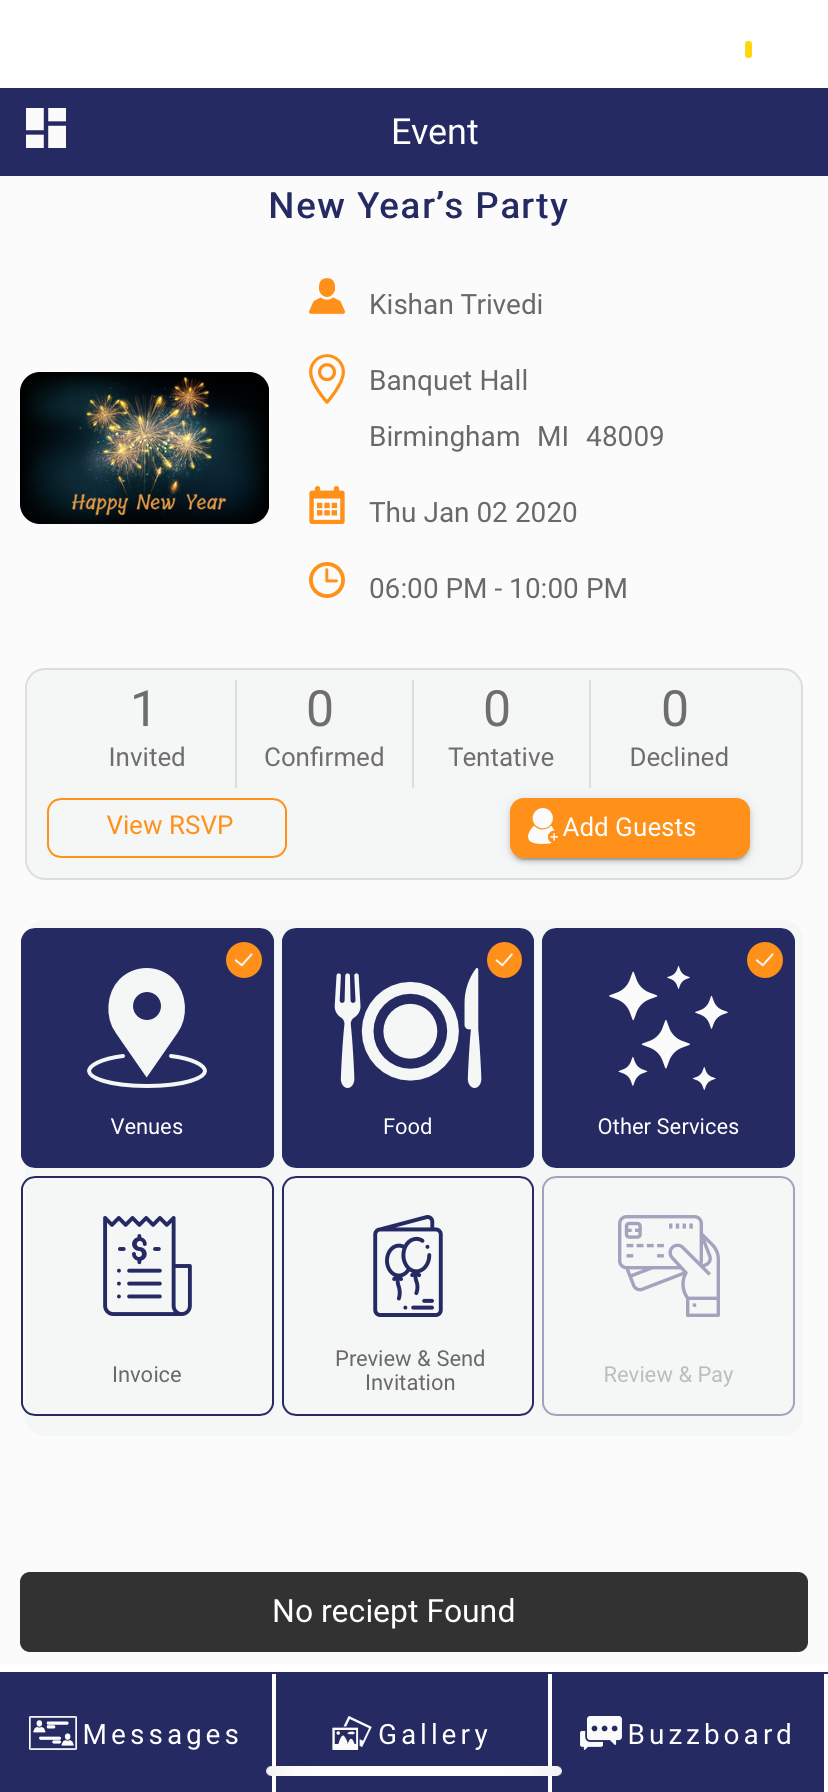 Event
New Year’s Party
Kishan Trivedi
Banquet Hall
Birmingham MI 48009
Thu Jan 02 2020
06:00 PM - 10:00 PM
Happy New Year
1 0 0 0
Invited Confirmed Tentative Declined
View RSVP Add Guests
Venues Food Other Services
$
Invoice Preview & Send Invitation Review & Pay
No reciept Found
Messages Gallery Buzzboard